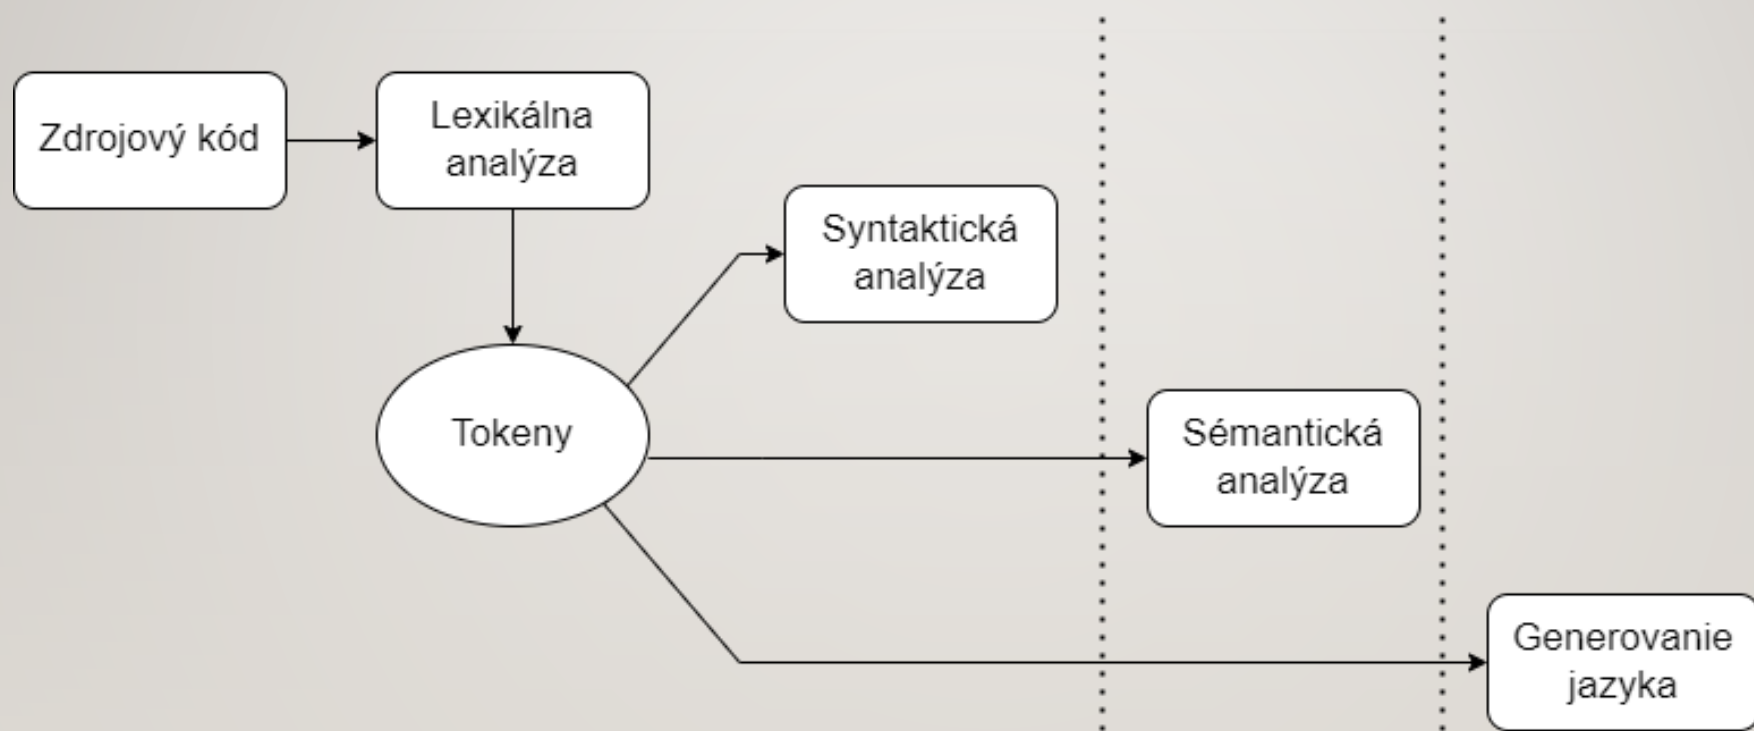 Zdrojový kód
Lexikálna
analýza
Syntaktická
analýza
Tokeny
Sémantická
analýza
Generovanie
jazyka